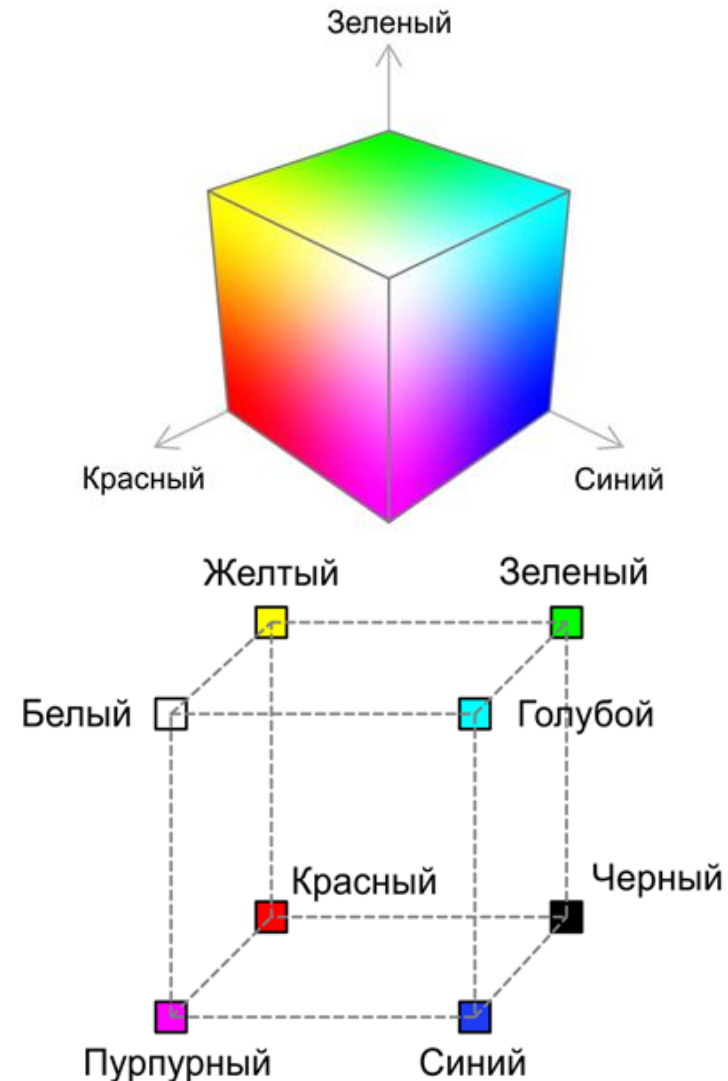 Зеленый
Красный Синий
Желтый Зеленый
Белый Голубой
Красный Черный
Пурпурный Синий